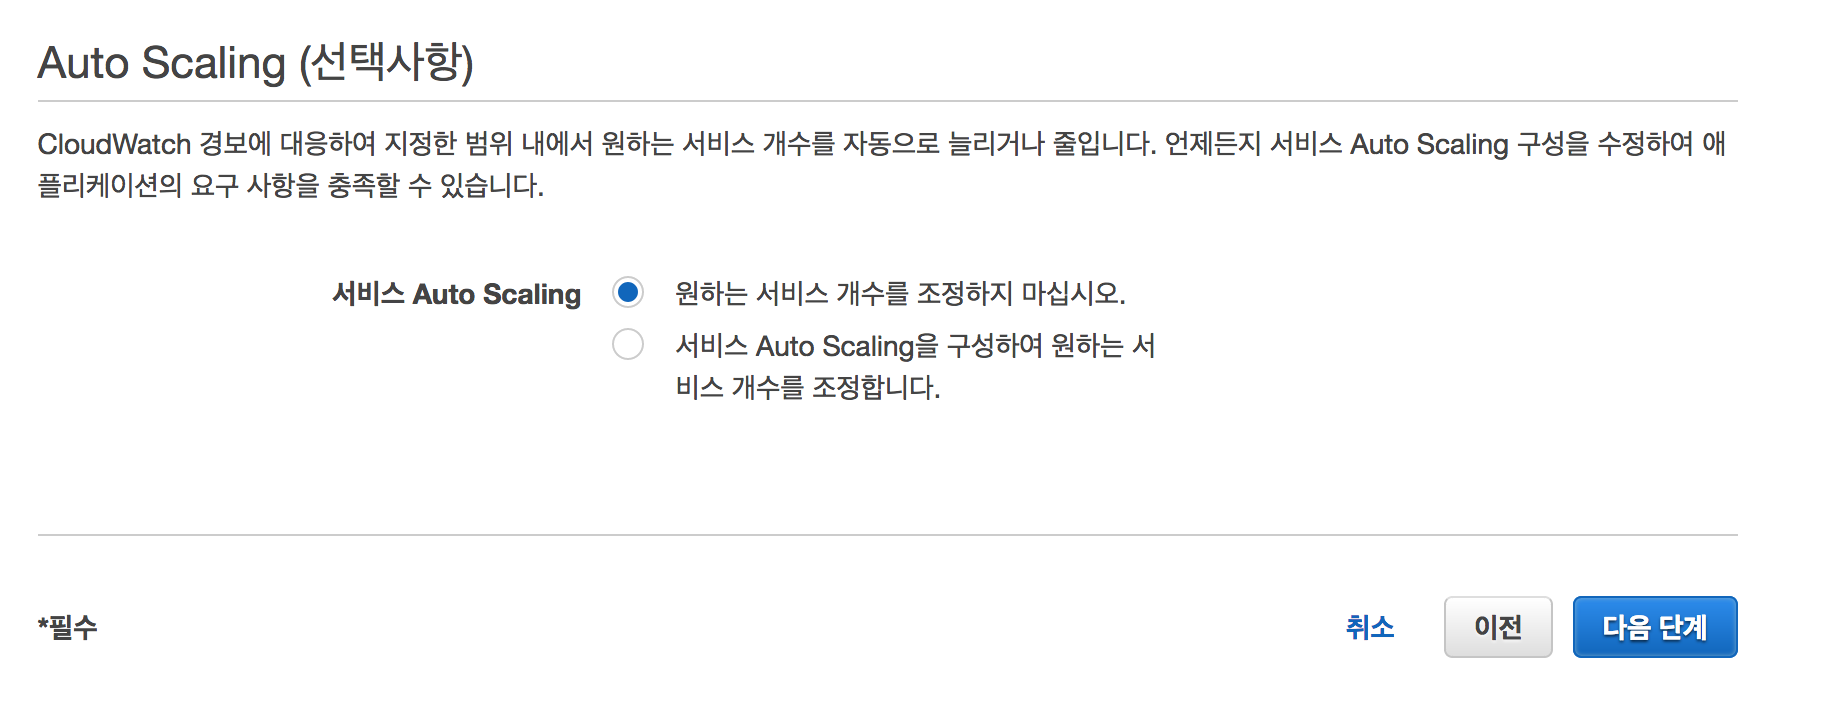 Auto Scaling (선택사항)
CloudWatch 경보에 대응하여 지정한 범위 내에서 원하는 서비스 개수를 자동으로 늘리거나 줄입니다. 언제든지 서비스 Auto Scaling 구성을 수정하여 애
플리케이션의 요구 사항을 충족할 수 있습니다.
서비스 Auto Scaling 원하는 서비스 개수를 조정하지 마십시오.
서비스 Auto Scaling을 구성하여 원하는 서
비스 개수를 조정합니다.
*필수 취소 이전 다음 단계